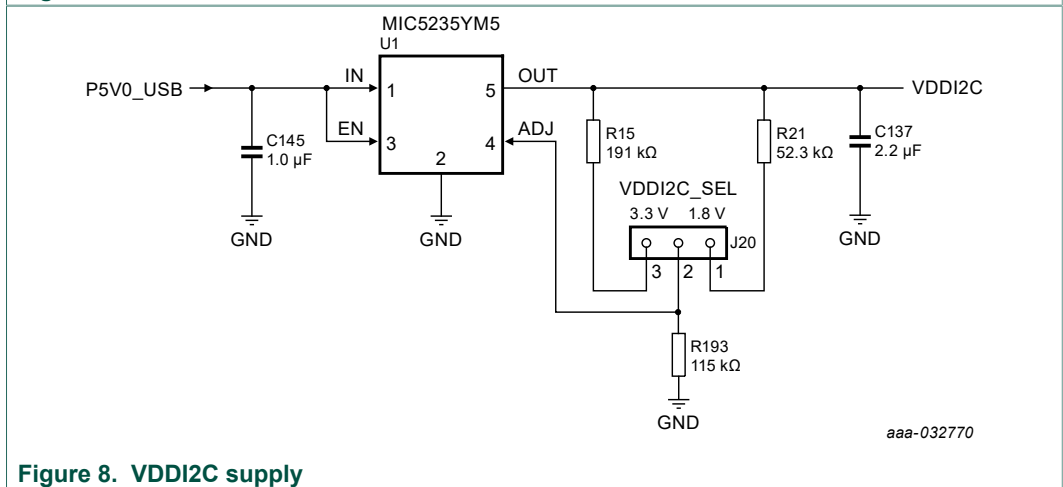 MIC5235YM5
U1
P5V0_USB
IN
1
EN
3
2
5
OUT
4
ADJ
VDDI2C
C145
1.0 µF
GND
GND
R15
191 kΩ
R21
52.3 kΩ
C137
2.2 µF
GND
VDDI2C_SEL
3.3 V 1.8 V
J20
3 2 1
R193
115 kΩ
GND
aaa-032770
Figure 8. VDDI2C supply